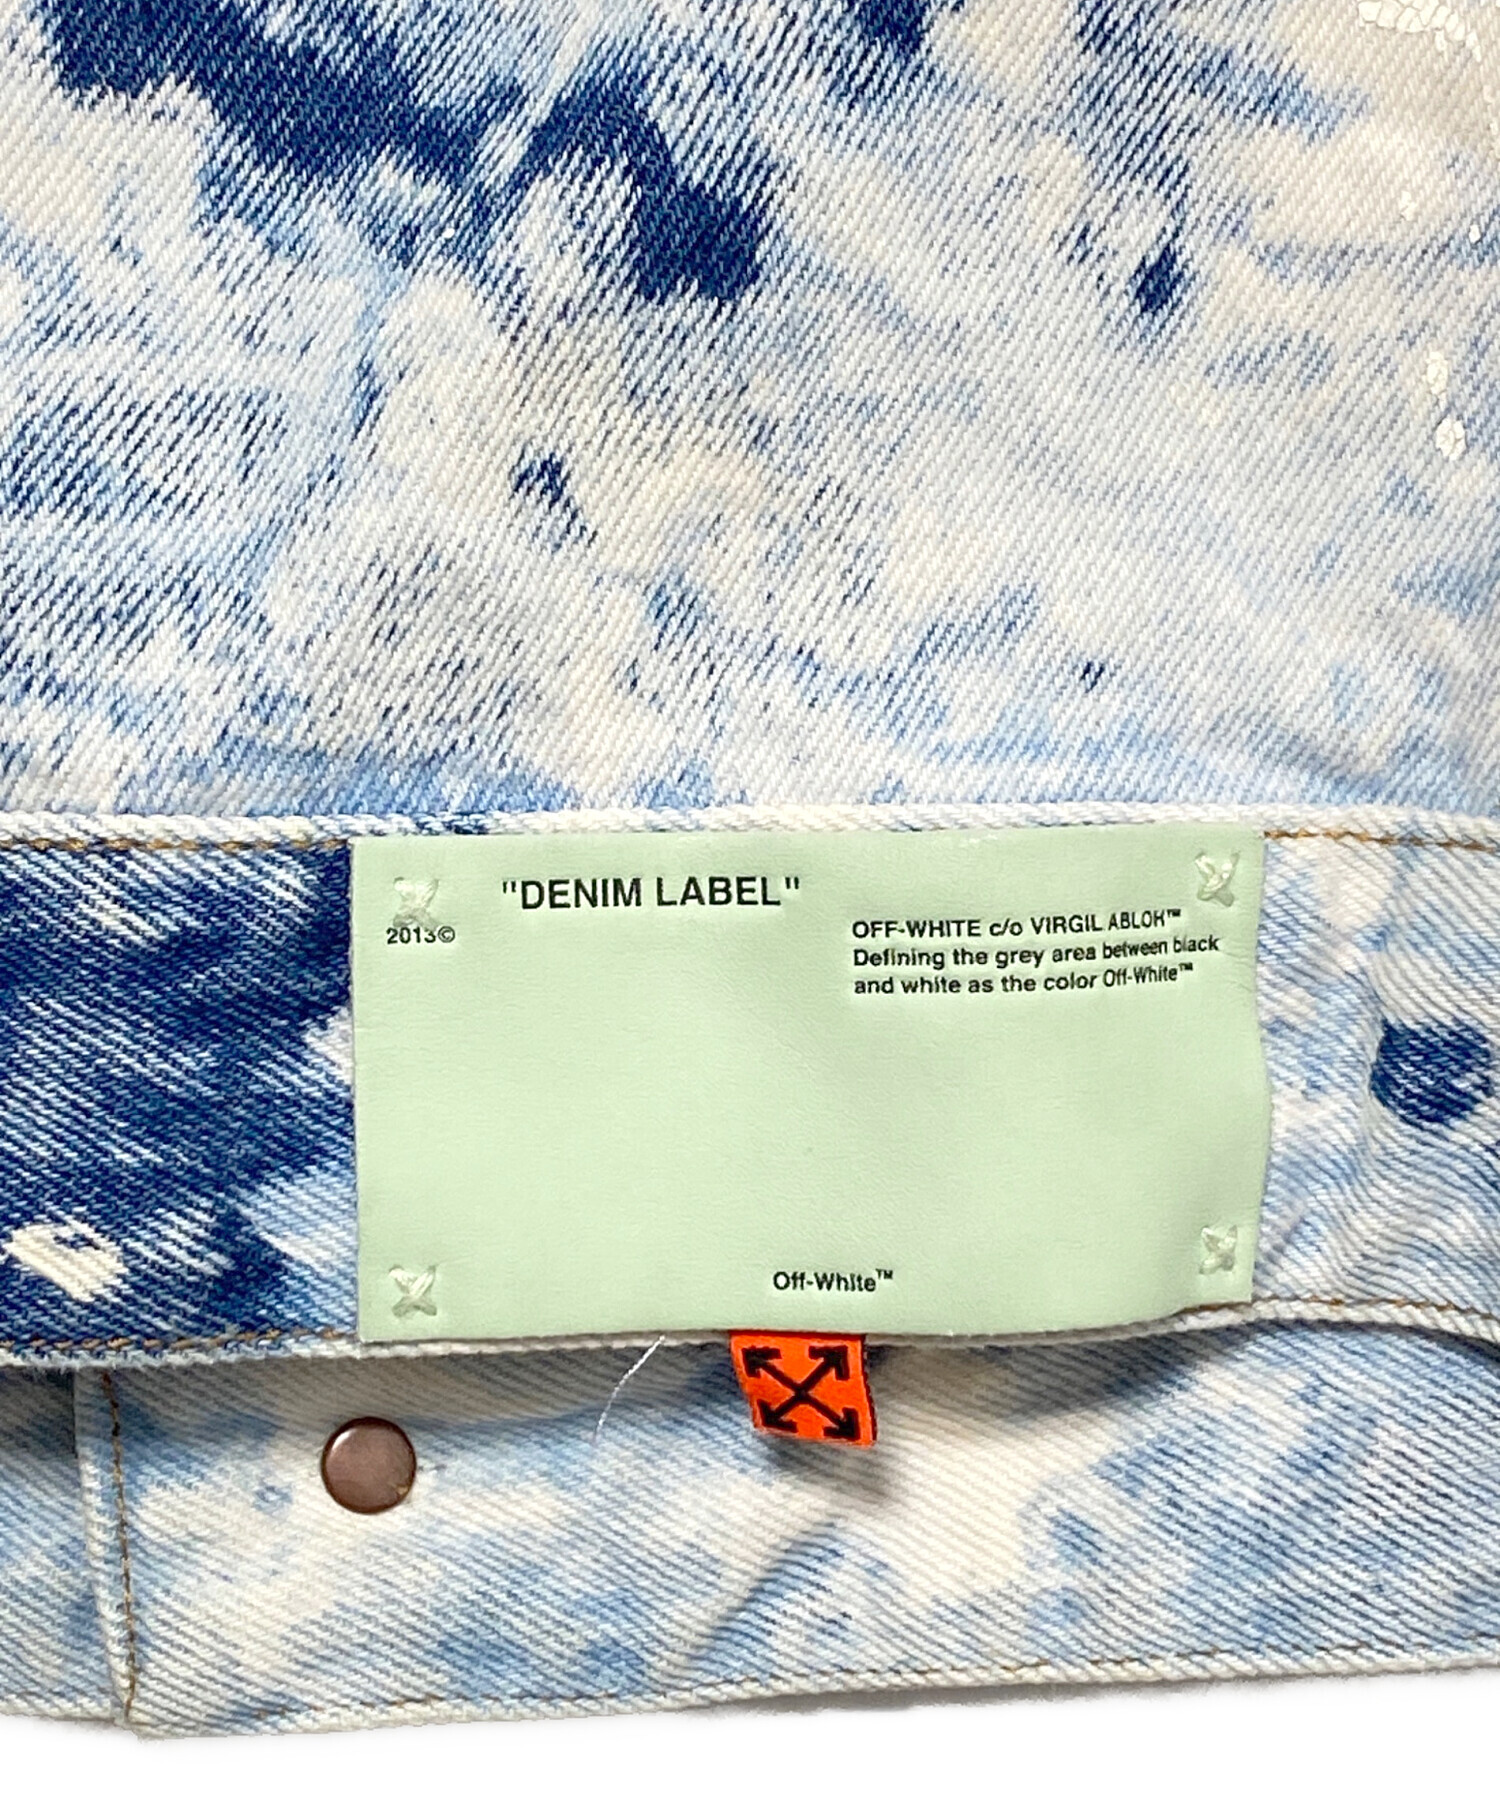 "DENIM LABEL"
2013©
OFF-WHITE c/o VIRGIL ABLOH™
Defining the grey area between black
and white as the color Off-White™
Off-White™